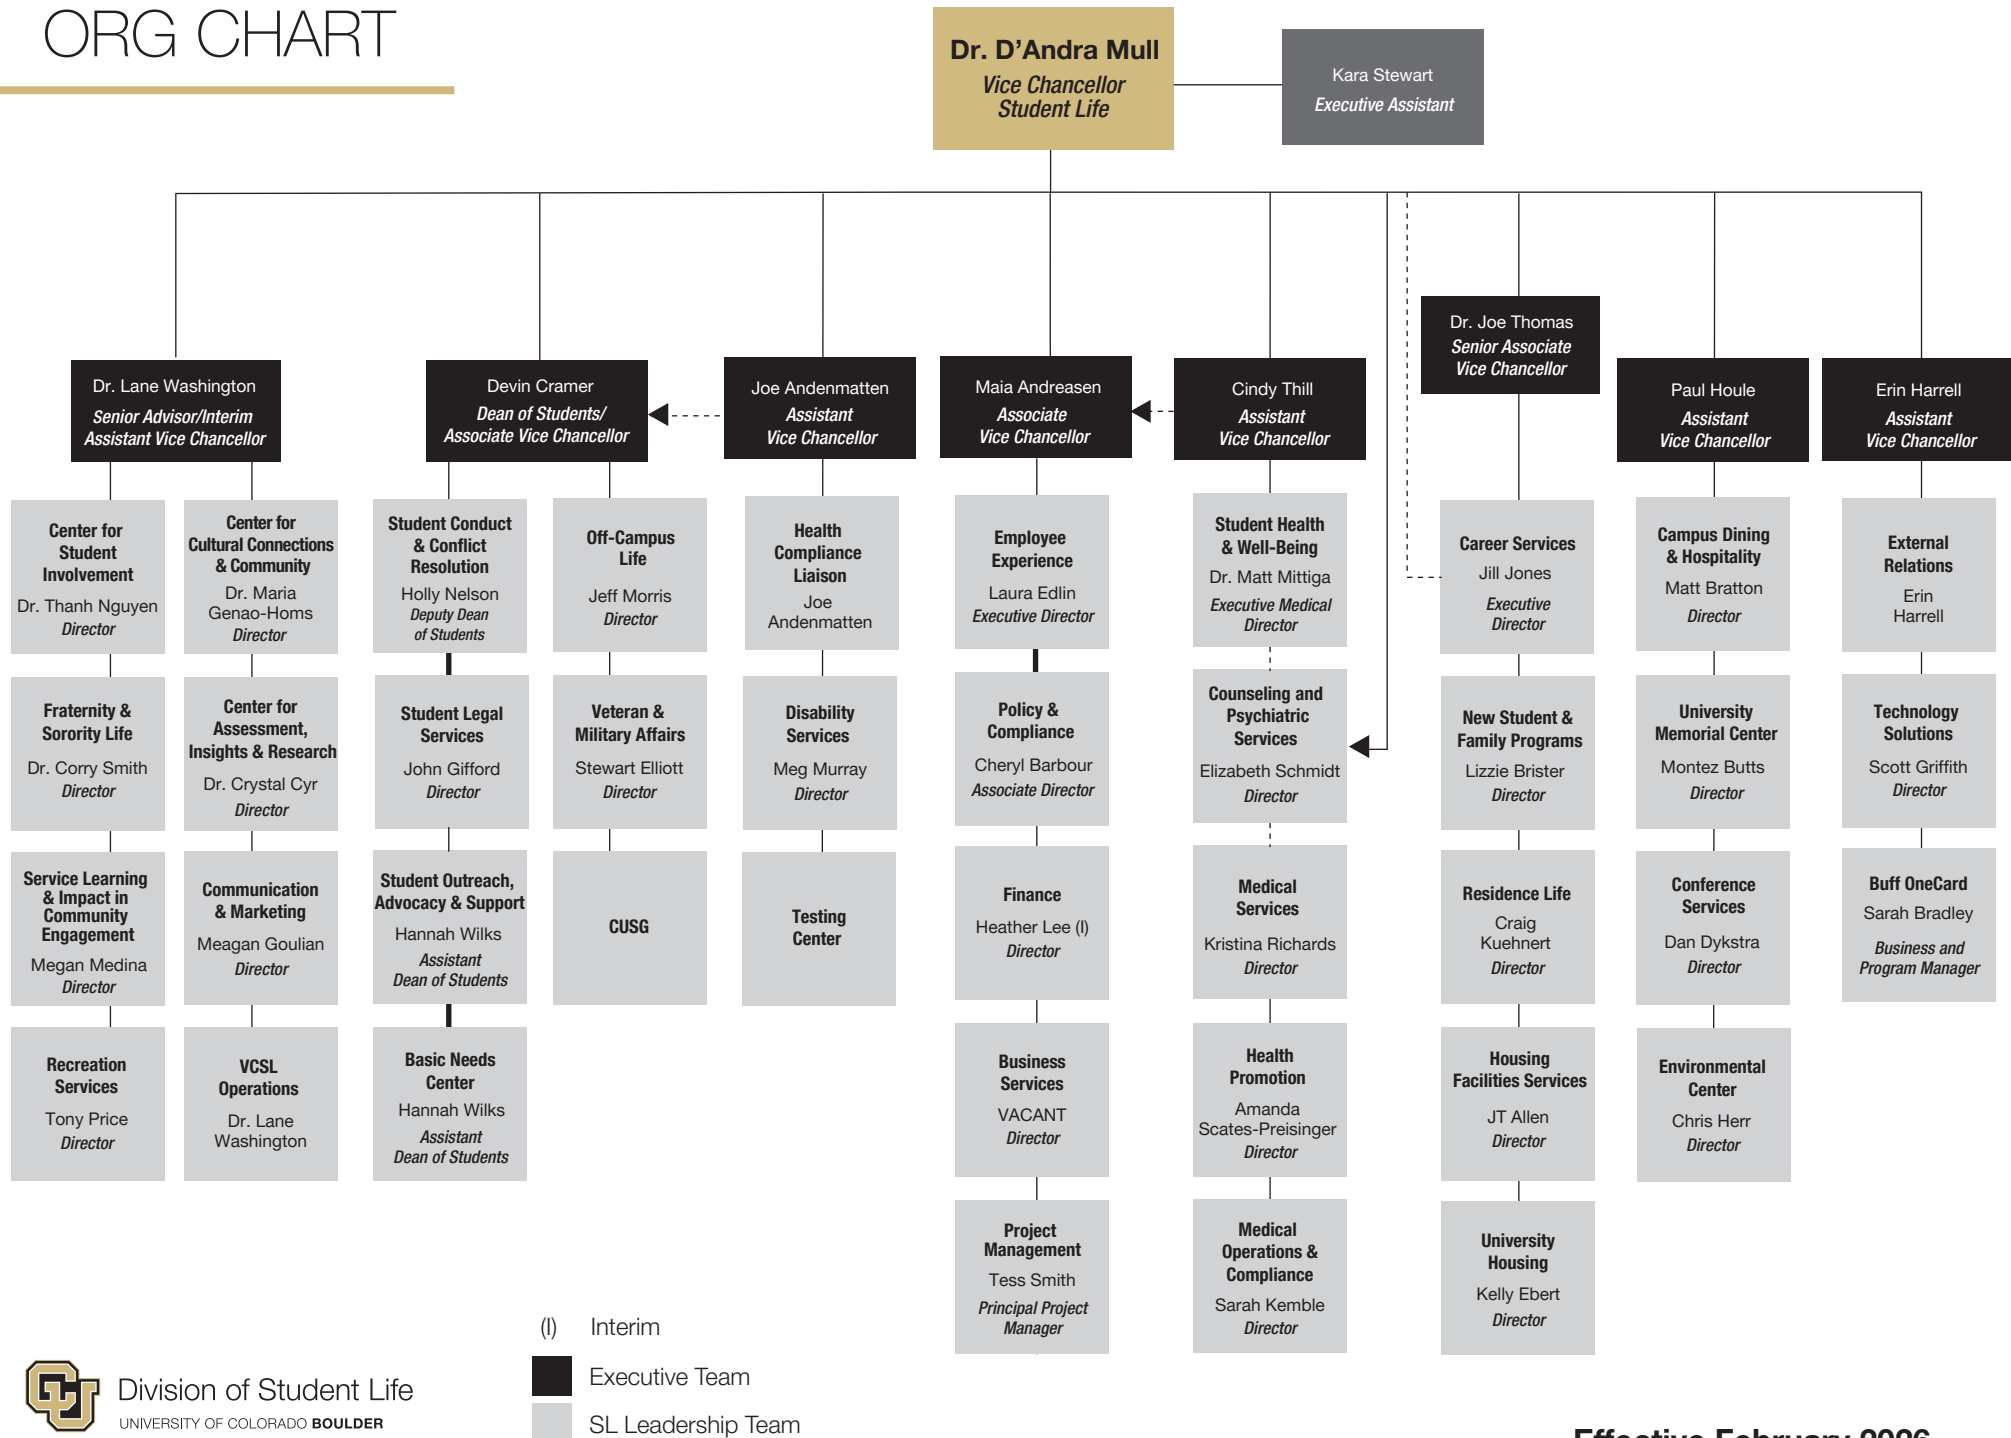 ORG CHART
Dr. D’Andra Mull
Vice Chancellor
Student Life
Kara Stewart
Executive Assistant
Dr. Lane Washington
Senior Advisor/Interim
Assistant Vice Chancellor
Devin Cramer
Dean of Students/
Associate Vice Chancellor
Joe Andenmatten
Assistant
Vice Chancellor
Maia Andreasen
Associate
Vice Chancellor
Cindy Thill
Assistant
Vice Chancellor
Dr. Joe Thomas
Senior Associate
Vice Chancellor
Paul Houle
Assistant
Vice Chancellor
Erin Harrell
Assistant
Vice Chancellor
Center for
Student
Involvement
Dr. Thanh Nguyen
Director
Fraternity &
Sorority Life
Dr. Corry Smith
Director
Service Learning
& Impact in
Community
Engagement
Megan Medina
Director
Recreation
Services
Tony Price
Director
Center for
Cultural Connections
& Community
Dr. Maria
Genao-Homs
Director
Center for
Assessment,
Insights & Research
Dr. Crystal Cyr
Director
Communication
& Marketing
Meagan Goulian
Director
VCSL
Operations
Dr. Lane
Washington
Student Conduct
& Conflict
Resolution
Holly Nelson
Deputy Dean
of Students
Student Legal
Services
John Gifford
Director
Student Outreach,
Advocacy & Support
Hannah Wilks
Assistant
Dean of Students
Basic Needs
Center
Hannah Wilks
Assistant
Dean of Students
Off-Campus
Life
Jeff Morris
Director
Veteran &
Military Affairs
Stewart Elliott
Director
CUSG
Health
Compliance
Liaison
Joe
Andenmatten
Disability
Services
Meg Murray
Director
Testing
Center
Employee
Experience
Laura Edlin
Executive Director
Policy &
Compliance
Cheryl Barbour
Associate Director
Finance
Heather Lee (I)
Director
Business
Services
VACANT
Director
Project
Management
Tess Smith
Principal Project
Manager
Student Health
& Well-Being
Dr. Matt Mittiga
Executive Medical
Director
Counseling and
Psychiatric
Services
Elizabeth Schmidt
Director
Medical
Services
Kristina Richards
Director
Health
Promotion
Amanda
Scates-Preisinger
Director
Medical
Operations &
Compliance
Sarah Kemble
Director
Career Services
Jill Jones
Executive
Director
New Student &
Family Programs
Lizzie Brister
Director
Residence Life
Craig
Kuehnert
Director
Housing
Facilities Services
JT Allen
Director
University
Housing
Kelly Ebert
Director
Campus Dining
& Hospitality
Matt Bratton
Director
University
Memorial Center
Montez Butts
Director
Conference
Services
Dan Dykstra
Director
Environmental
Center
Chris Herr
Director
External
Relations
Erin
Harrell
Technology
Solutions
Scott Griffith
Director
Buff OneCard
Sarah Bradley
Business and
Program Manager
(I) Interim
Executive Team
SL Leadership Team
CU
Division of Student Life
UNIVERSITY OF COLORADO BOULDER
Effective February 2026